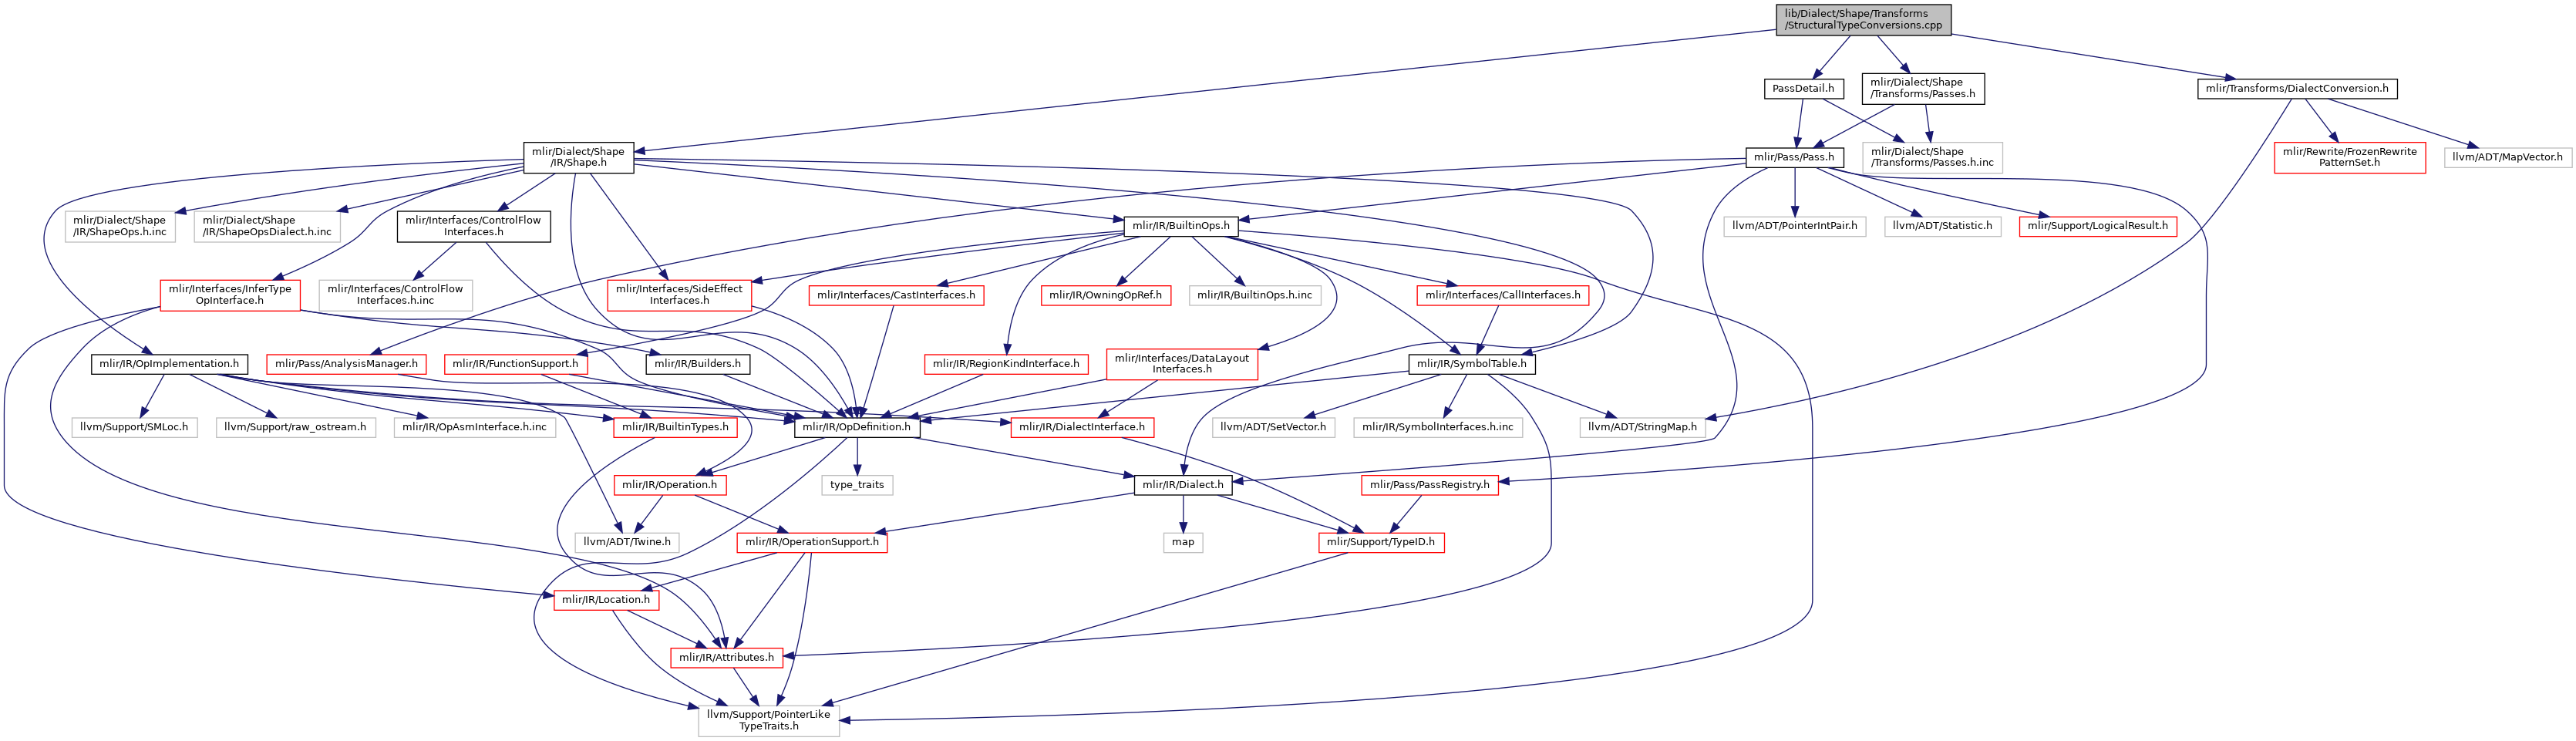 lib/Dialect/Shape/Transforms
/StructuralTypeConversions.cpp
PassDetail.h
mlir/Dialect/Shape
/Transforms/Passes.h
mlir/Transforms/DialectConversion.h
mlir/Dialect/Shape
/IR/Shape.h
mlir/Pass/Pass.h
mlir/Dialect/Shape
/Transforms/Passes.h.inc
mlir/Rewrite/FrozenRewrite
PatternSet.h
llvm/ADT/MapVector.h
mlir/Dialect/Shape
/IR/ShapeOps.h.inc
mlir/Dialect/Shape
/IR/ShapeOpsDialect.h.inc
mlir/Interfaces/ControlFlow
Interfaces.h
mlir/IR/BuiltinOps.h
llvm/ADT/PointerIntPair.h
llvm/ADT/Statistic.h
mlir/Support/LogicalResult.h
mlir/Interfaces/InferType
OpInterface.h
mlir/Interfaces/ControlFlow
Interfaces.h.inc
mlir/Interfaces/SideEffect
Interfaces.h
mlir/Interfaces/CastInterfaces.h
mlir/IR/OwningOpRef.h
mlir/IR/BuiltinOps.h.inc
mlir/Interfaces/CallInterfaces.h
mlir/IR/OpImplementation.h
mlir/Pass/AnalysisManager.h
mlir/IR/FunctionSupport.h
mlir/IR/Builders.h
mlir/IR/RegionKindInterface.h
mlir/Interfaces/DataLayout
Interfaces.h
mlir/IR/SymbolTable.h
llvm/Support/SMLoc.h
llvm/Support/raw_ostream.h
mlir/IR/OpAsmInterface.h.inc
mlir/IR/BuiltinTypes.h
mlir/IR/OpDefinition.h
mlir/IR/DialectInterface.h
llvm/ADT/SetVector.h
mlir/IR/SymbolInterfaces.h.inc
llvm/ADT/StringMap.h
mlir/IR/Operation.h
type_traits
mlir/IR/Dialect.h
mlir/Pass/PassRegistry.h
llvm/ADT/Twine.h
mlir/IR/OperationSupport.h
map
mlir/Support/TypeID.h
mlir/IR/Location.h
mlir/IR/Attributes.h
llvm/Support/PointerLike
TypeTraits.h